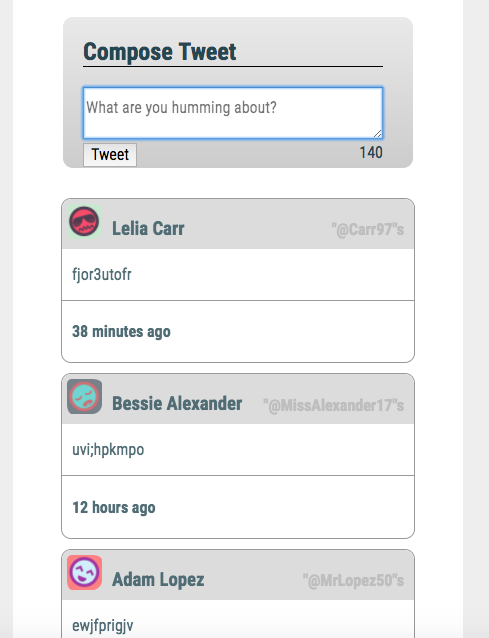 Compose Tweet
What are you humming about?
Tweet 140
Lelia Carr "@Carr97"s
fjor3utofr
38 minutes ago
Bessie Alexander "@MissAlexander17"s
uvi;hpkmpo
12 hours ago
Adam Lopez "@MrLopez50"s
ewjfprigjv